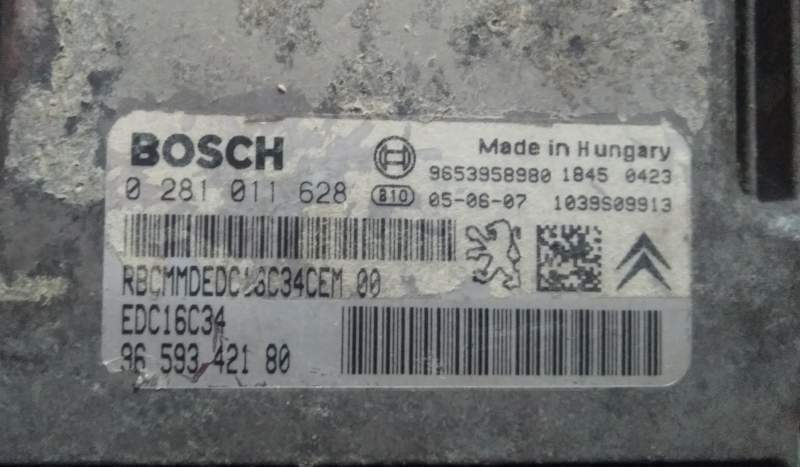 BOSCH
Made in Hungary
9653958980 1845 0423
0 281 011 628 B10 05-06-07 1039S09913
RBCMMDEDC16C34CEM 00
EDC16C34
96 593 421 80